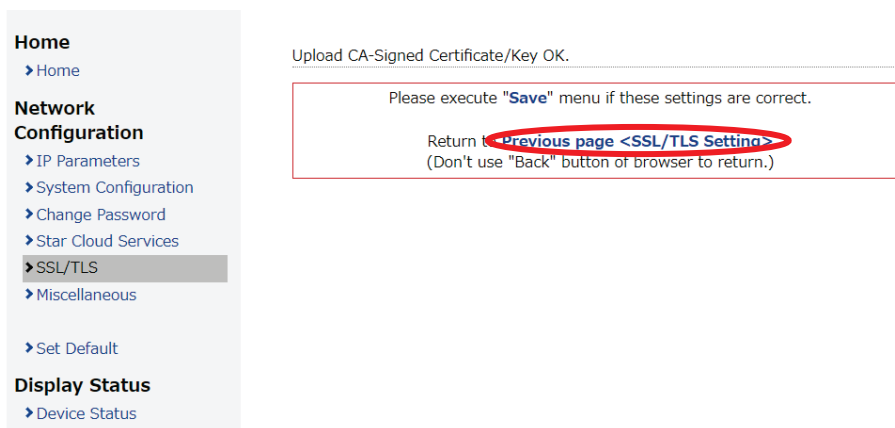 Home
Home
Network
Configuration
IP Parameters
System Configuration
Change Password
Star Cloud Services
SSL/TLS
Miscellaneous
Set Default
Display Status
Device Status
Upload CA-Signed Certificate/Key OK.
Please execute "Save" menu if these settings are correct.
Return to Previous page <SSL/TLS Setting>
(Don't use "Back" button of browser to return.)